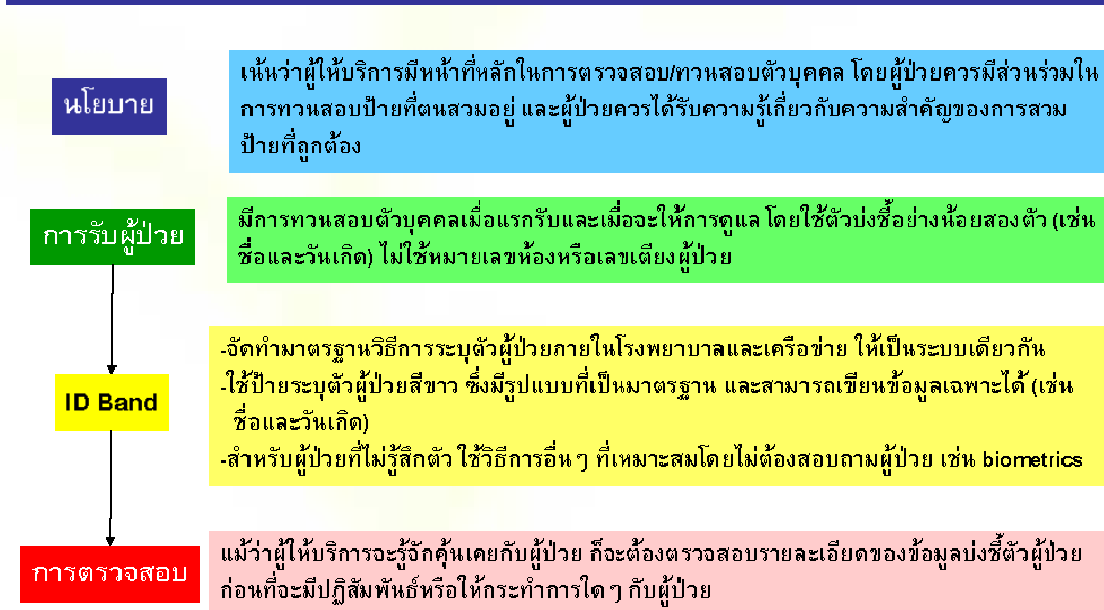 นโยบาย
เน้นว่าผู้ให้บริการมีหน้าที่หลักในการตรวจสอบ/ทวนสอบตัวบุคคล โดยผู้ป่วยควรมีส่วนร่วมใน
การทวนสอบป้ายที่ตนสวมอยู่ และผู้ป่วยควรได้รับความรู้เกี่ยวกับความสำคัญของการสวม
ป้ายที่ถูกต้อง
การรับผู้ป่วย
มีการทวนสอบตัวบุคคลเมื่อแรกรับและเมื่อจะให้การดูแล โดยใช้ตัวบ่งชี้อย่างน้อยสองตัว (เช่น
ชื่อและวันเกิด) ไม่ใช้หมายเลขห้องหรือเลขเตียงผู้ป่วย
ID Band
-จัดทำมาตรฐานวิธีการระบุตัวผู้ป่วยภายในโรงพยาบาลและเครือข่าย ให้เป็นระบบเดียวกัน
-ใช้ป้ายระบุตัวผู้ป่วยสีขาว ซึ่งมีรูปแบบที่เป็นมาตรฐาน และสามารถเขียนข้อมูลเฉพาะได้ (เช่น
ชื่อและวันเกิด)
-สำหรับผู้ป่วยที่ไม่รู้สึกตัว ใช้วิธีการอื่น ๆ ที่เหมาะสมโดยไม่ต้องสอบถามผู้ป่วย เช่น biometrics
การตรวจสอบ
แม้ว่าผู้ให้บริการจะรู้จักคุ้นเคยกับผู้ป่วย ก็จะต้องตรวจสอบรายละเอียดของข้อมูลบ่งชี้ตัวผู้ป่วย
ก่อนที่จะมีปฏิสัมพันธ์หรือให้กระทำการใด ๆ กับผู้ป่วย